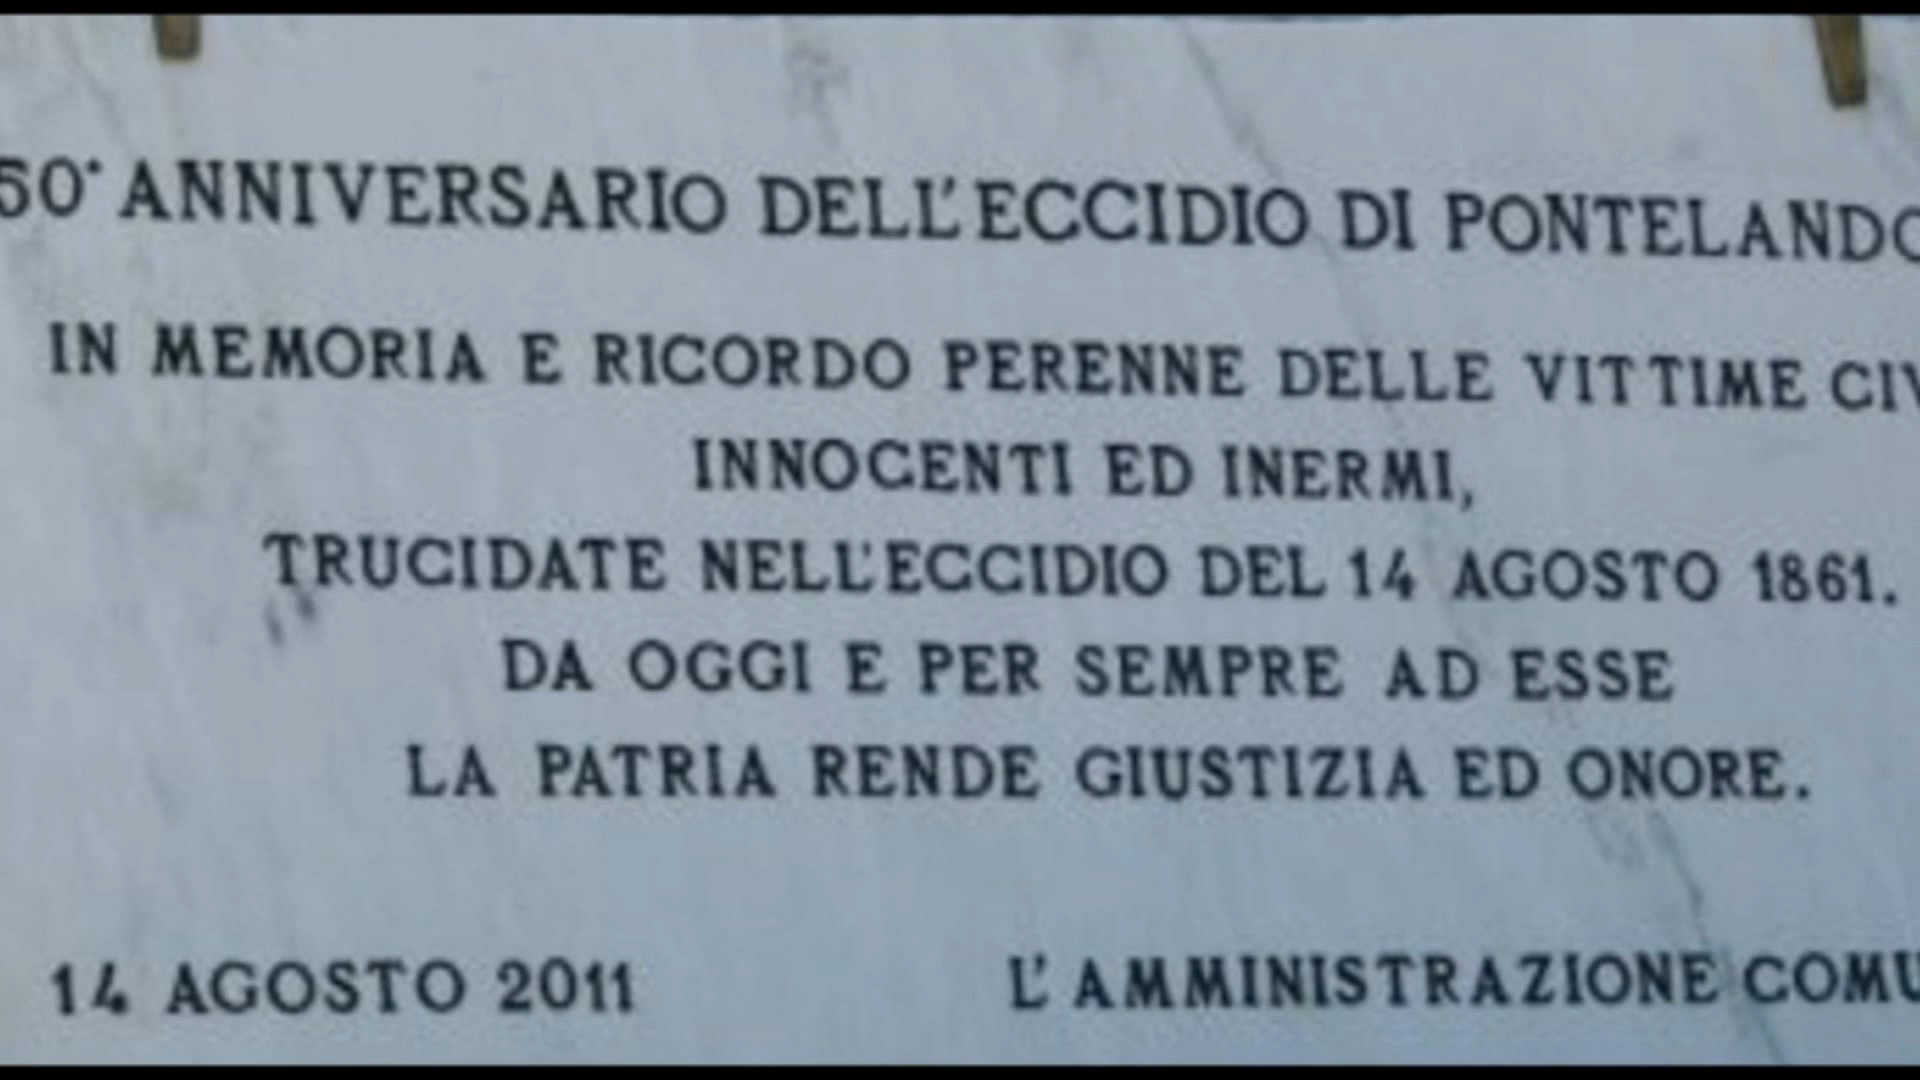 50° ANNIVERSARIO DELL'ECCIDIO DI PONTELANDO
IN MEMORIA E RICORDO PERENNE DELLE VITTIME CIV
INNOCENTI ED INERMI,
TRUCIDATE NELL'ECCIDIO DEL 14 AGOSTO 1861.
DA OGGI E PER SEMPRE AD ESSE
LA PATRIA RENDE GIUSTIZIA ED ONORE.
14 AGOSTO 2011 L'AMMINISTRAZIONE COMU